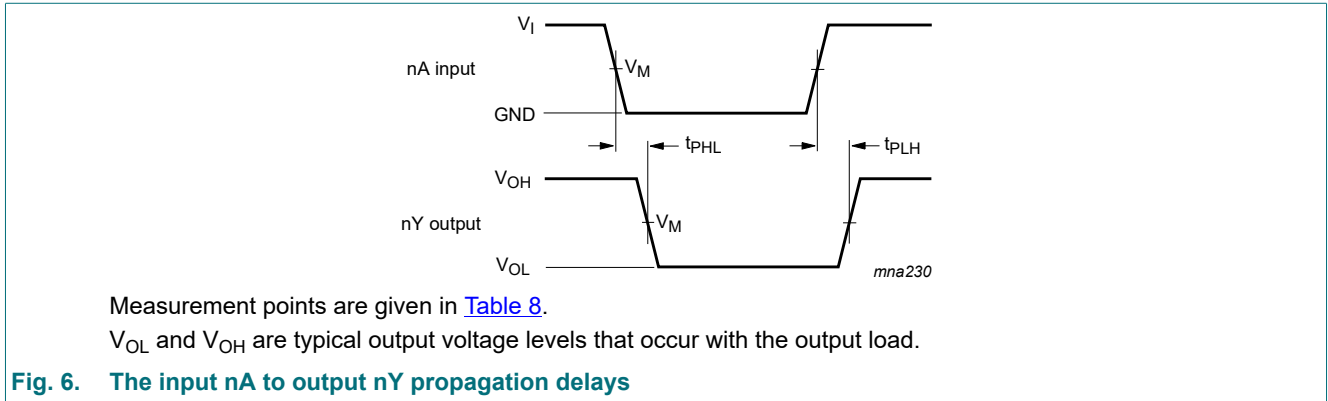 V_I
nA input
V_M
GND
t_PHL
t_PLH
V_OH
nY output
V_M
V_OL
mna230
Measurement points are given in Table 8.
V_OL and V_OH are typical output voltage levels that occur with the output load.
Fig. 6. The input nA to output nY propagation delays